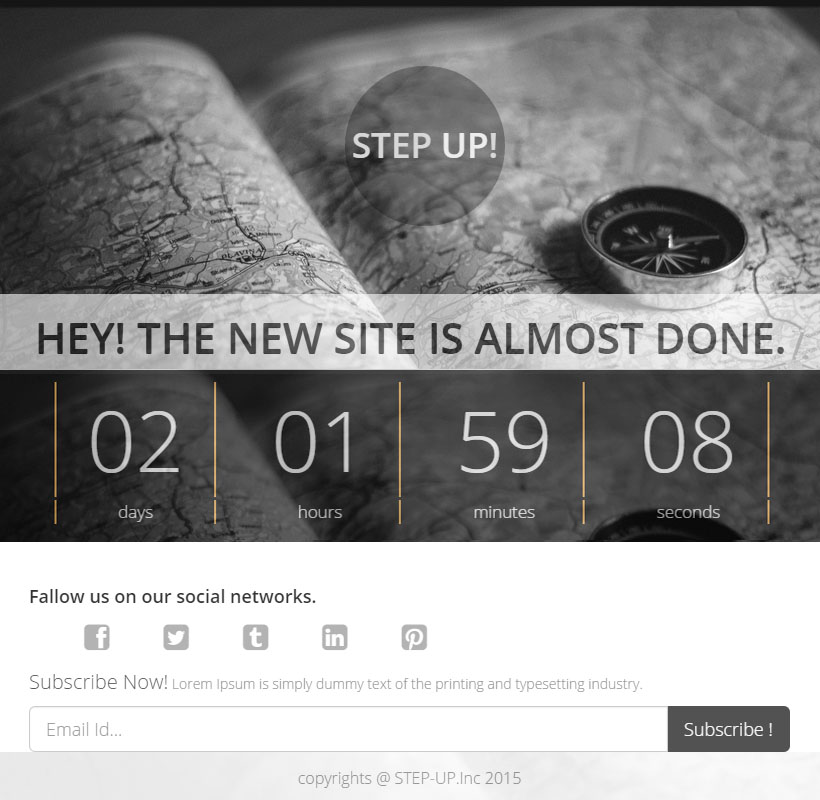 STEP UP!
HEY! THE NEW SITE IS ALMOST DONE.
02 01 59 08
days hours minutes seconds
Fallow us on our social networks.
Subscribe Now! Lorem Ipsum is simply dummy text of the printing and typesetting industry.
Email Id... Subscribe !
copyrights @ STEP-UP.Inc 2015